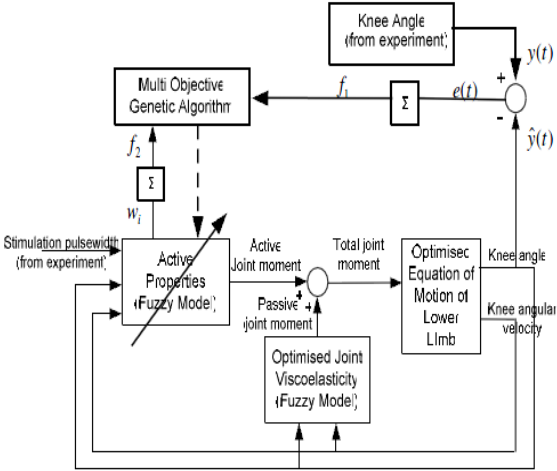 Knee Angle
(from experiment)
y(t)
+
Multi Objective
Genetic Algorithm
f₁
Σ
e(t)
-
ŷ(t)
f₂
Σ
wᵢ
Stimulation pulsewidth
(from experiment)
Active
Properties
(Fuzzy Model)
Active
Joint moment
Total joint
moment
Optimised
Equation of
Motion of
Lower
LImb
Knee angle
Knee angular
velocity
+
+
Passive
joint moment
Optimised Joint
Viscoelasticity
(Fuzzy Model)